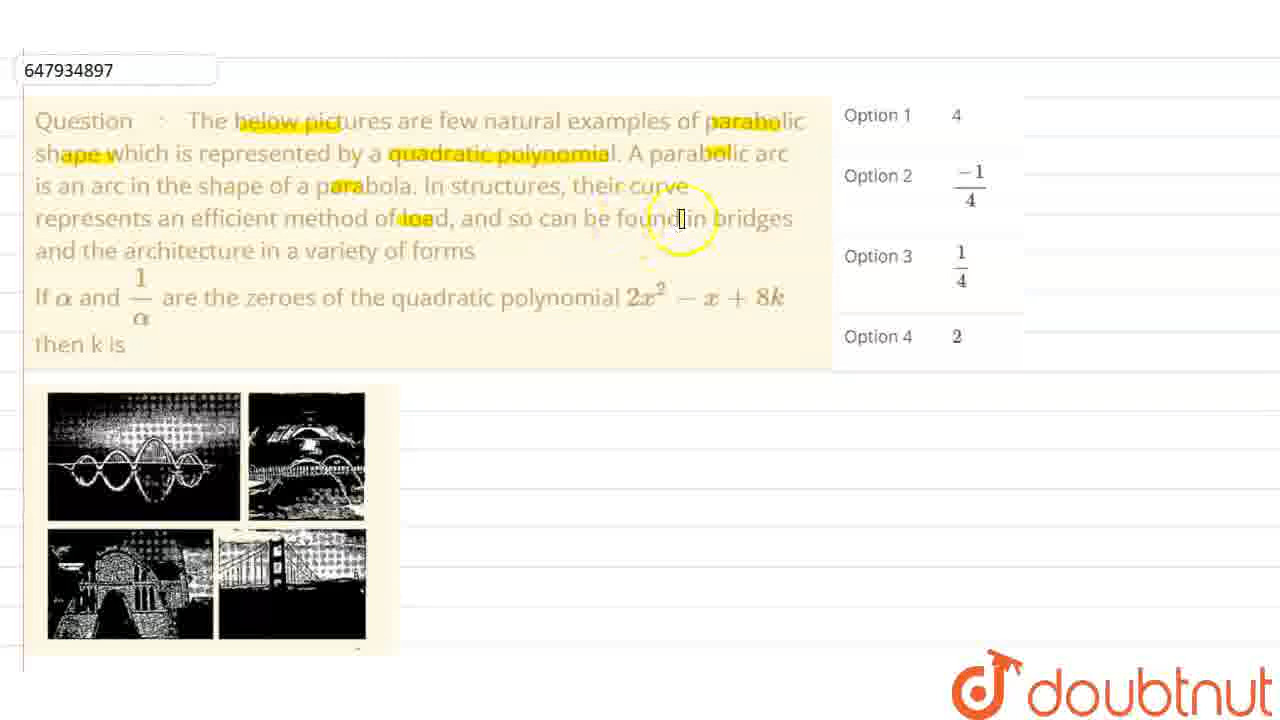 647934897
Question : The below pictures are few natural examples of parabolic
shape which is represented by a quadratic polynomial. A parabolic arc
is an arc in the shape of a parabola. In structures, their curve
represents an efficient method of load, and so can be found in bridges
and the architecture in a variety of forms
If α and 1/α are the zeroes of the quadratic polynomial 2x² − x + 8k
then k is
Option 1 4
Option 2 −1/4
Option 3 1/4
Option 4 2
doubtnut